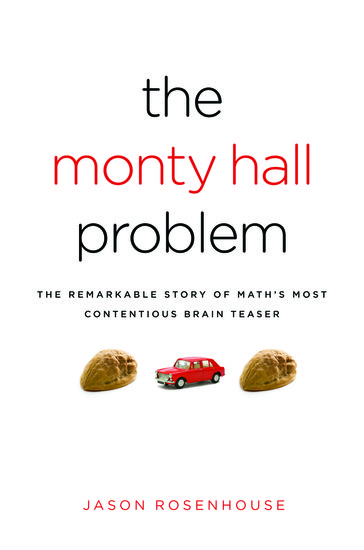 the
monty hall
problem
THE REMARKABLE STORY OF MATH'S MOST
CONTENTIOUS BRAIN TEASER
JASON ROSENHOUSE